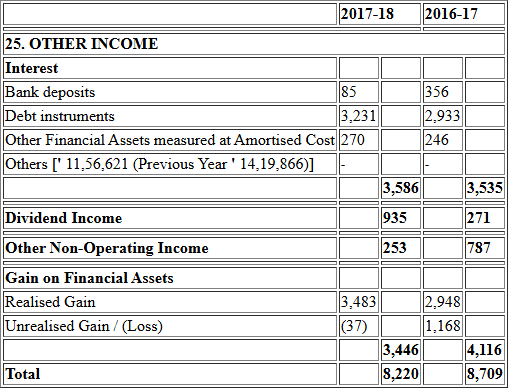 2017-18 2016-17
25. OTHER INCOME
Interest
Bank deposits 85 356
Debt instruments 3,231 2,933
Other Financial Assets measured at Amortised Cost 270 246
Others [' 11,56,621 (Previous Year ' 14,19,866)] - -
3,586 3,535
Dividend Income 935 271
Other Non-Operating Income 253 787
Gain on Financial Assets
Realised Gain 3,483 2,948
Unrealised Gain / (Loss) (37) 1,168
3,446 4,116
Total 8,220 8,709